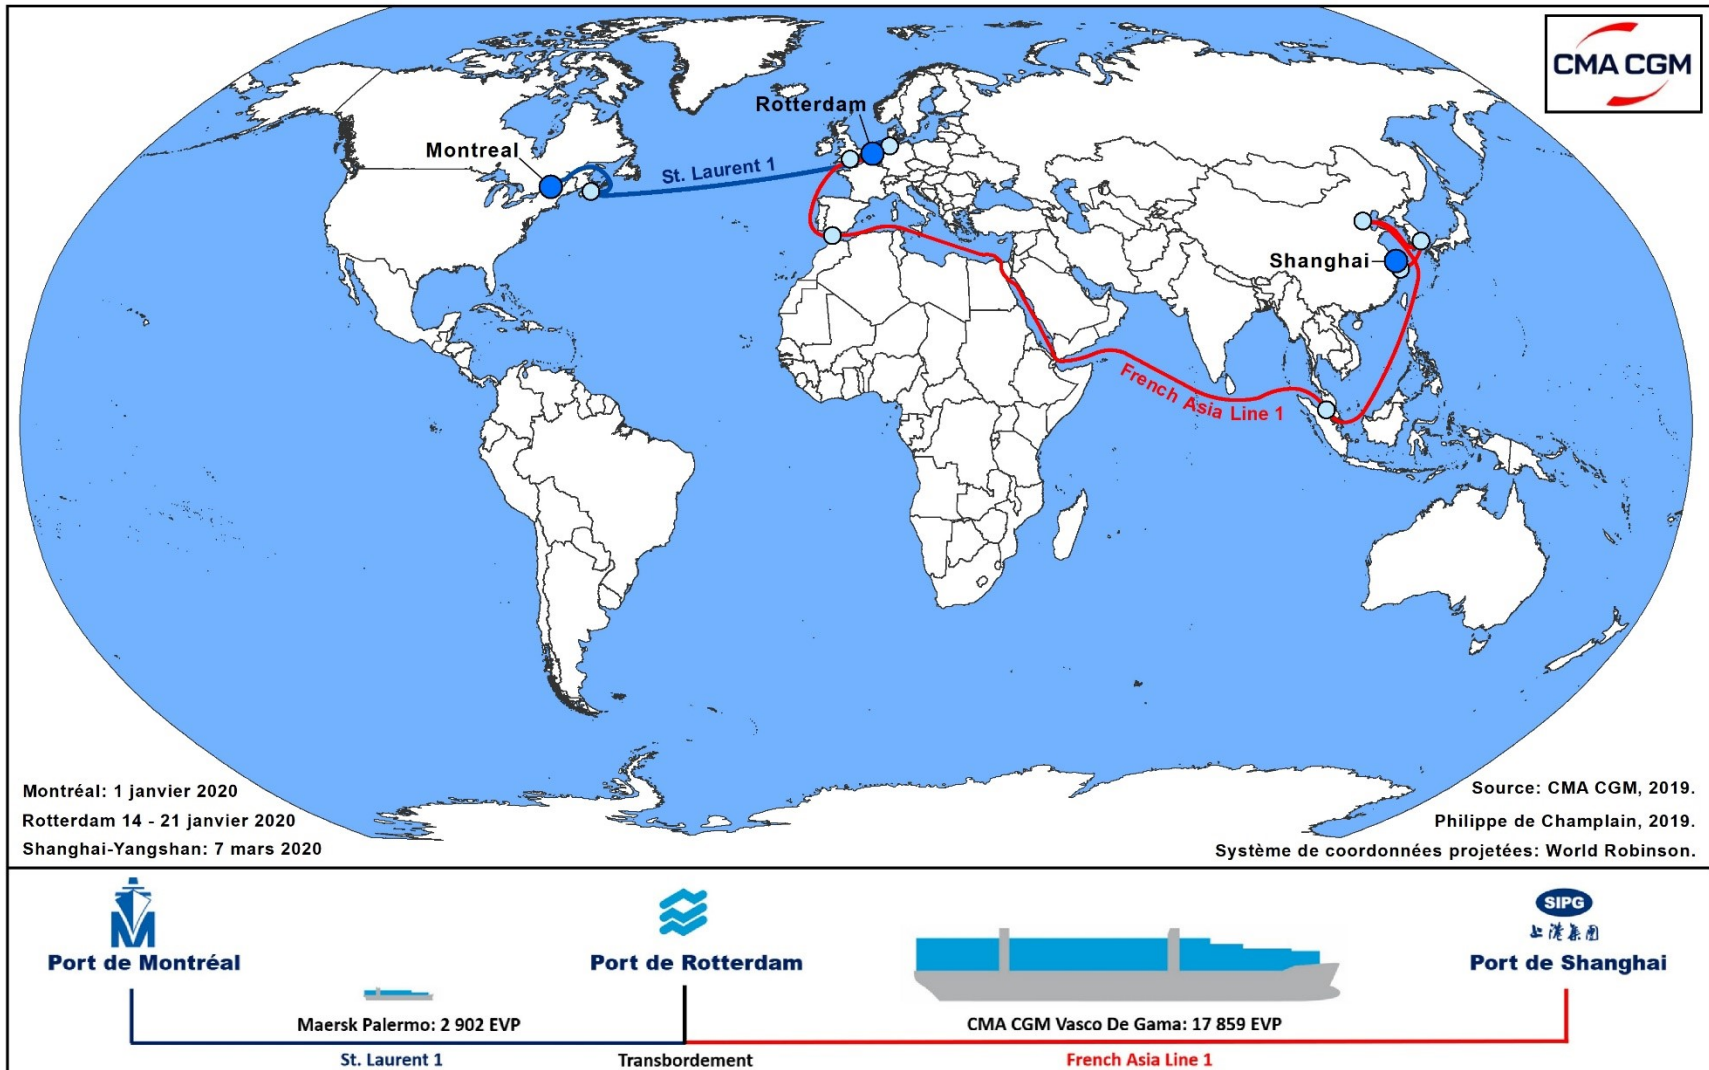 CMA CGM
Rotterdam
Montreal
St. Laurent 1
Shanghai
French Asia Line 1
Montréal: 1 janvier 2020
Rotterdam 14 - 21 janvier 2020
Shanghai-Yangshan: 7 mars 2020
Source: CMA CGM, 2019.
Philippe de Champlain, 2019.
Système de coordonnées projetées: World Robinson.
M
Port de Montréal
Port de Rotterdam
SIPG
上港集团
Port de Shanghai
Maersk Palermo: 2 902 EVP
CMA CGM Vasco De Gama: 17 859 EVP
St. Laurent 1
Transbordement
French Asia Line 1